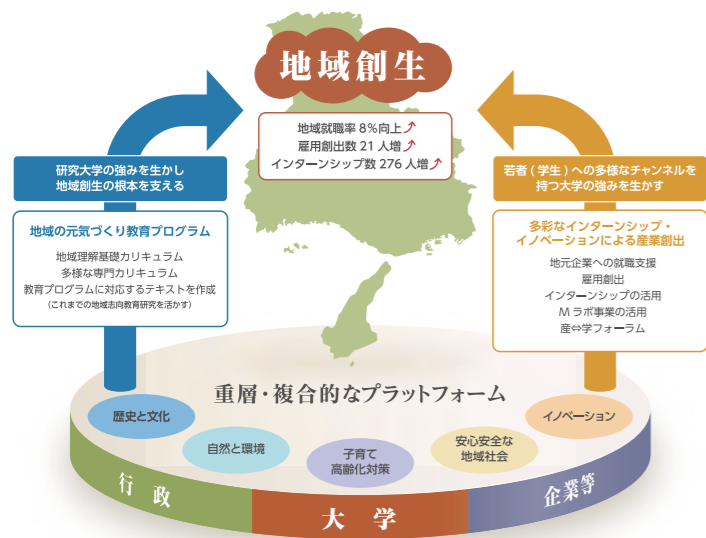 地域創生
地域就職率 8%向上
雇用創出数 21 人増
インターンシップ数 276 人増
研究大学の強みを生かし
地域創生の根本を支える
地域の元気づくり教育プログラム
地域理解基礎カリキュラム
多様な専門カリキュラム
教育プログラムに対応するテキストを作成
(これまでの地域志向教育研究を活かす)
若者(学生)への多様なチャンネルを
持つ大学の強みを生かす
多彩なインターンシップ・
イノベーションによる産業創出
地元企業への就職支援
雇用創出
インターンシップの活用
M ラボ事業の活用
産⇔学フォーラム
重層・複合的なプラットフォーム
歴史と文化
自然と環境
子育て
高齢化対策
安心安全な
地域社会
イノベーション
行政
大学
企業等